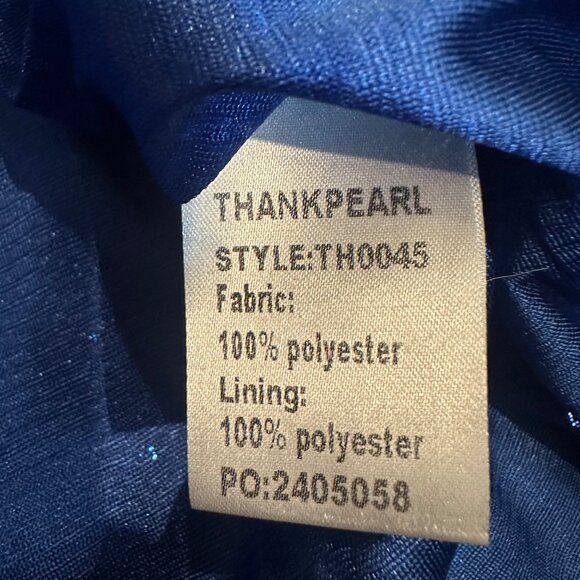 THANKPEARL
STYLE:TH0045
Fabric:
100% polyester
Lining:
100% polyester
PO:2405058